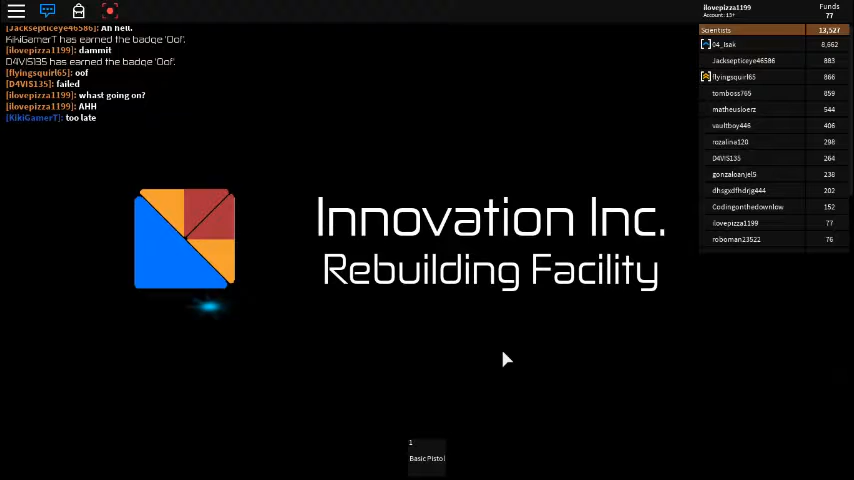 ilovepizza1199
Account: 13+
Funds
77
[Jacksepticeye46586]: Ah hell.
KikiGamerT has earned the badge 'Oof'.
[ilovepizza1199]: dammit
D4VIS135 has earned the badge 'Oof'.
[flyingsquirl65]: oof
[D4VIS135]: failed
[ilovepizza1199]: whast going on?
[ilovepizza1199]: AHH
[KikiGamerT]: too late
Scientists 13,527
04_Isak 8,662
Jacksepticeye46586 883
flyingsquirl65 866
tomboss765 859
matheusloerz 544
vaultboy446 406
rozalina120 298
D4VIS135 264
gonzaloanjel5 238
dhsgxdfhdrjg444 202
Codingonthedownlow 152
ilovepizza1199 77
roboman23522 76
Innovation Inc.
Rebuilding Facility
1
Basic Pistol